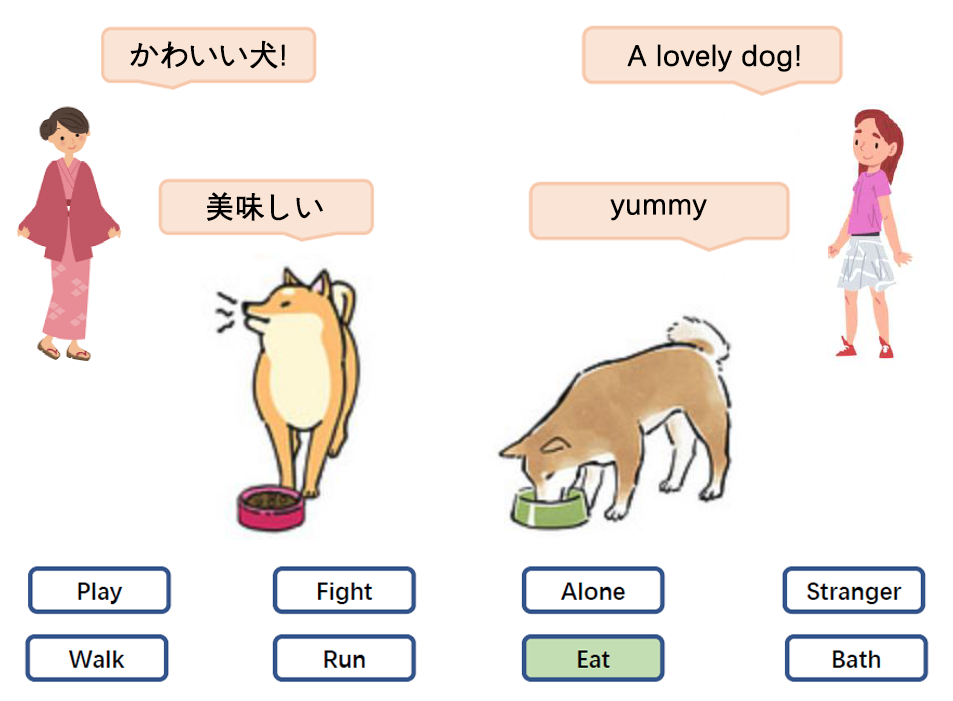 かわいい犬!
A lovely dog!
美味しい
yummy
Play
Fight
Alone
Stranger
Walk
Run
Eat
Bath